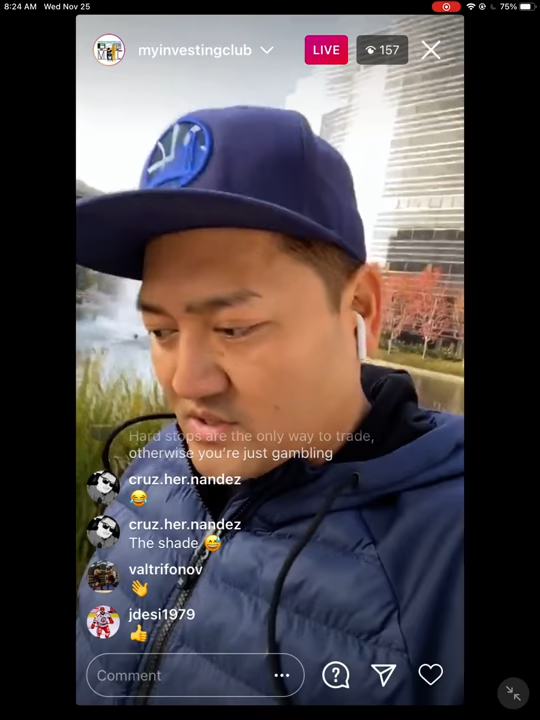 8:24 AM Wed Nov 25
75%
myinvestingclub
LIVE
157
Hard stops are the only way to trade,
otherwise you're just gambling
cruz.her.nandez
😂
cruz.her.nandez
The shade 😅
valtrifonov
👋
jdesi1979
👍
Comment